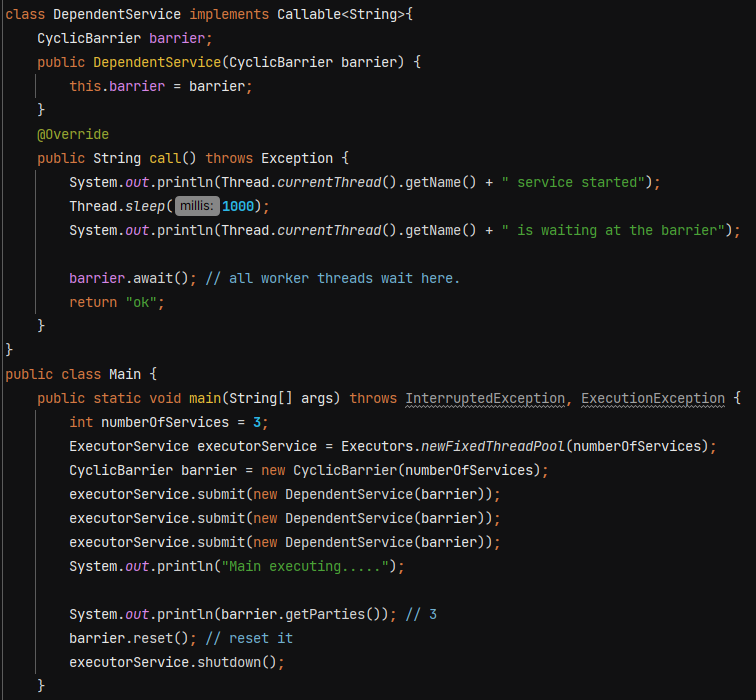 class DependentService implements Callable<String>{
    CyclicBarrier barrier;
    public DependentService(CyclicBarrier barrier) {
        this.barrier = barrier;
    }
    @Override
    public String call() throws Exception {
        System.out.println(Thread.currentThread().getName() + " service started");
        Thread.sleep( millis: 1000);
        System.out.println(Thread.currentThread().getName() + " is waiting at the barrier");

        barrier.await(); // all worker threads wait here.
        return "ok";
    }
}
public class Main {
    public static void main(String[] args) throws InterruptedException, ExecutionException {
        int numberOfServices = 3;
        ExecutorService executorService = Executors.newFixedThreadPool(numberOfServices);
        CyclicBarrier barrier = new CyclicBarrier(numberOfServices);
        executorService.submit(new DependentService(barrier));
        executorService.submit(new DependentService(barrier));
        executorService.submit(new DependentService(barrier));
        System.out.println("Main executing.....");

        System.out.println(barrier.getParties()); // 3
        barrier.reset(); // reset it
        executorService.shutdown();
    }